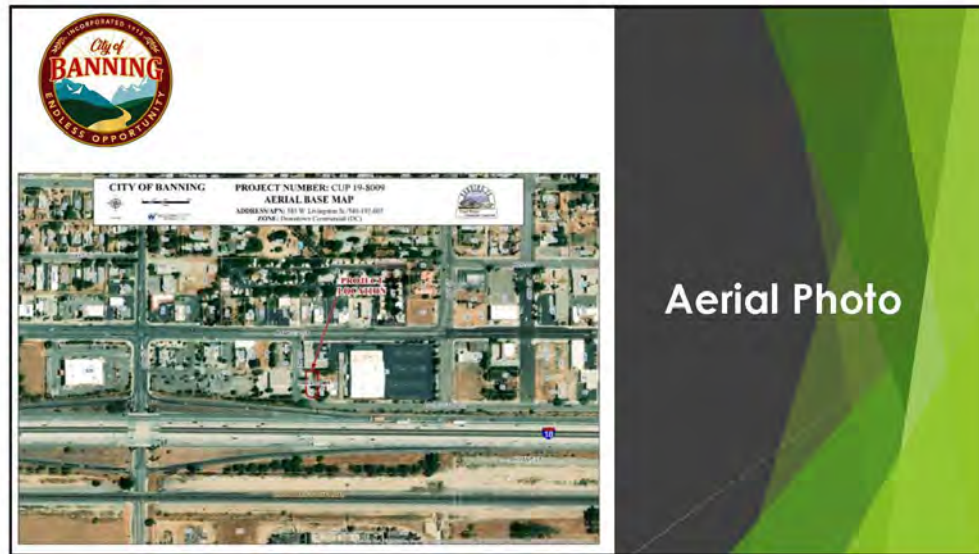 INCORPORATED 1913
City of
BANNING
ENDLESS OPPORTUNITY
CITY OF BANNING
PROJECT NUMBER: CUP 19-8009
AERIAL BASE MAP
ZONE: Downtown Commercial (DC)
PROJECT
LOCATION
10
Aerial Photo